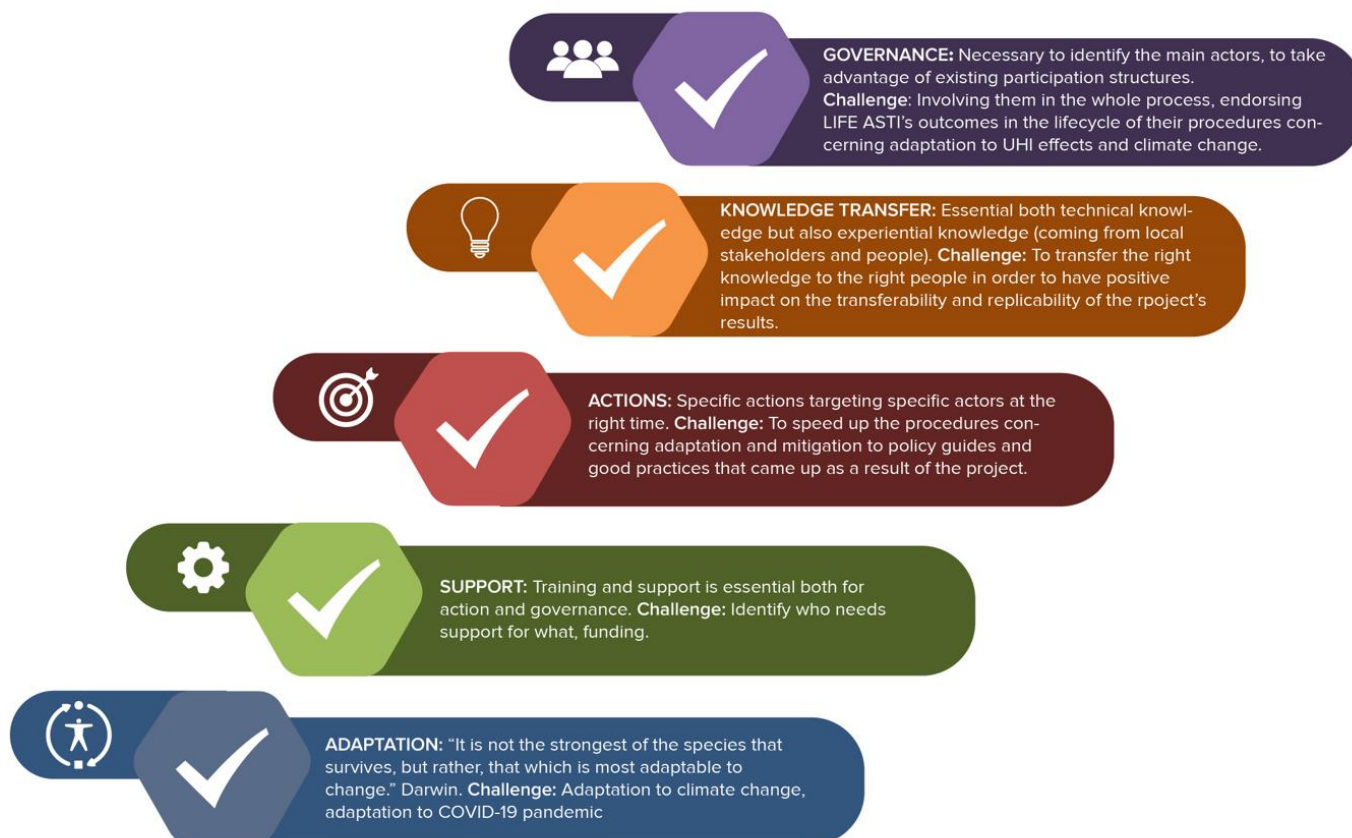 GOVERNANCE: Necessary to identify the main actors, to take
advantage of existing participation structures.
Challenge: Involving them in the whole process, endorsing
LIFE ASTI's outcomes in the lifecycle of their procedures con-
cerning adaptation to UHI effects and climate change.
KNOWLEDGE TRANSFER: Essential both technical knowl-
edge but also experiential knowledge (coming from local
stakeholders and people). Challenge: To transfer the right
knowledge to the right people in order to have positive
impact on the transferability and replicability of the rpoject's
results.
ACTIONS: Specific actions targeting specific actors at the
right time. Challenge: To speed up the procedures con-
cerning adaptation and mitigation to policy guides and
good practices that came up as a result of the project.
SUPPORT: Training and support is essential both for
action and governance. Challenge: Identify who needs
support for what, funding.
ADAPTATION: “It is not the strongest of the species that
survives, but rather, that which is most adaptable to
change.” Darwin. Challenge: Adaptation to climate change,
adaptation to COVID-19 pandemic